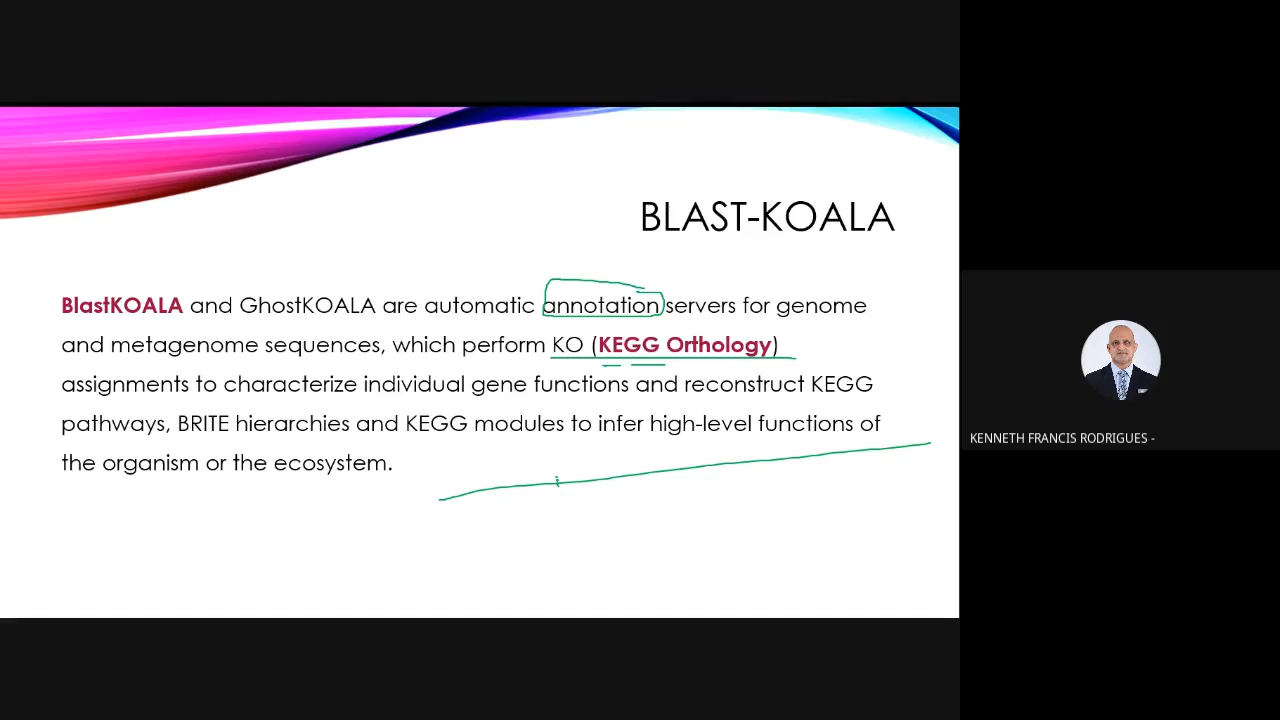 BLAST-KOALA
BlastKOALA and GhostKOALA are automatic annotation servers for genome
and metagenome sequences, which perform KO (KEGG Orthology)
assignments to characterize individual gene functions and reconstruct KEGG
pathways, BRITE hierarchies and KEGG modules to infer high-level functions of
the organism or the ecosystem.
KENNETH FRANCIS RODRIGUES -